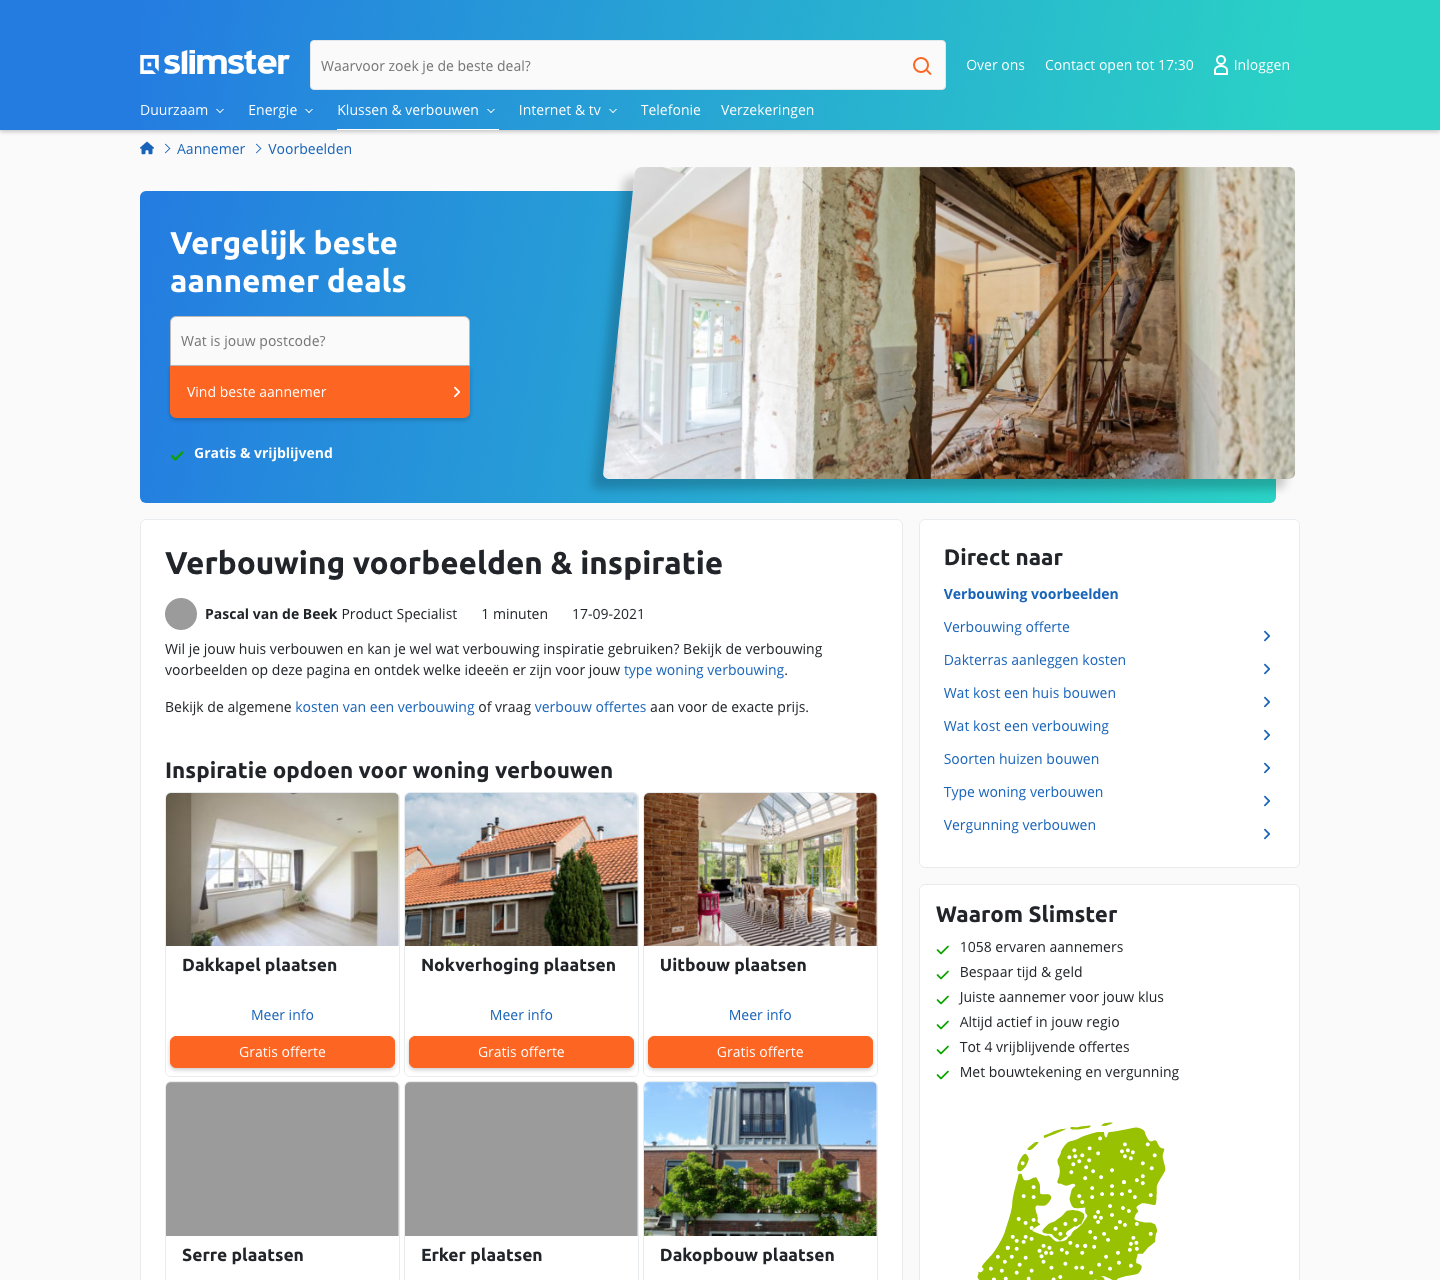 slimster
Waarvoor zoek je de beste deal?
Over ons
Contact open tot 17:30
Inloggen
Duurzaam
Energie
Klussen & verbouwen
Internet & tv
Telefonie
Verzekeringen
Aannemer
Voorbeelden
Vergelijk beste
aannemer deals
Wat is jouw postcode?
Vind beste aannemer
Gratis & vrijblijvend
Verbouwing voorbeelden & inspiratie
Pascal van de Beek Product Specialist
1 minuten
17-09-2021
Wil je jouw huis verbouwen en kan je wel wat verbouwing inspiratie gebruiken? Bekijk de verbouwing
voorbeelden op deze pagina en ontdek welke ideeën er zijn voor jouw type woning verbouwing.
Bekijk de algemene kosten van een verbouwing of vraag verbouw offertes aan voor de exacte prijs.
Inspiratie opdoen voor woning verbouwen
Dakkapel plaatsen
Meer info
Gratis offerte
Nokverhoging plaatsen
Meer info
Gratis offerte
Uitbouw plaatsen
Meer info
Gratis offerte
Serre plaatsen
Erker plaatsen
Dakopbouw plaatsen
Direct naar
Verbouwing voorbeelden
Verbouwing offerte
Dakterras aanleggen kosten
Wat kost een huis bouwen
Wat kost een verbouwing
Soorten huizen bouwen
Type woning verbouwen
Vergunning verbouwen
Waarom Slimster
1058 ervaren aannemers
Bespaar tijd & geld
Juiste aannemer voor jouw klus
Altijd actief in jouw regio
Tot 4 vrijblijvende offertes
Met bouwtekening en vergunning